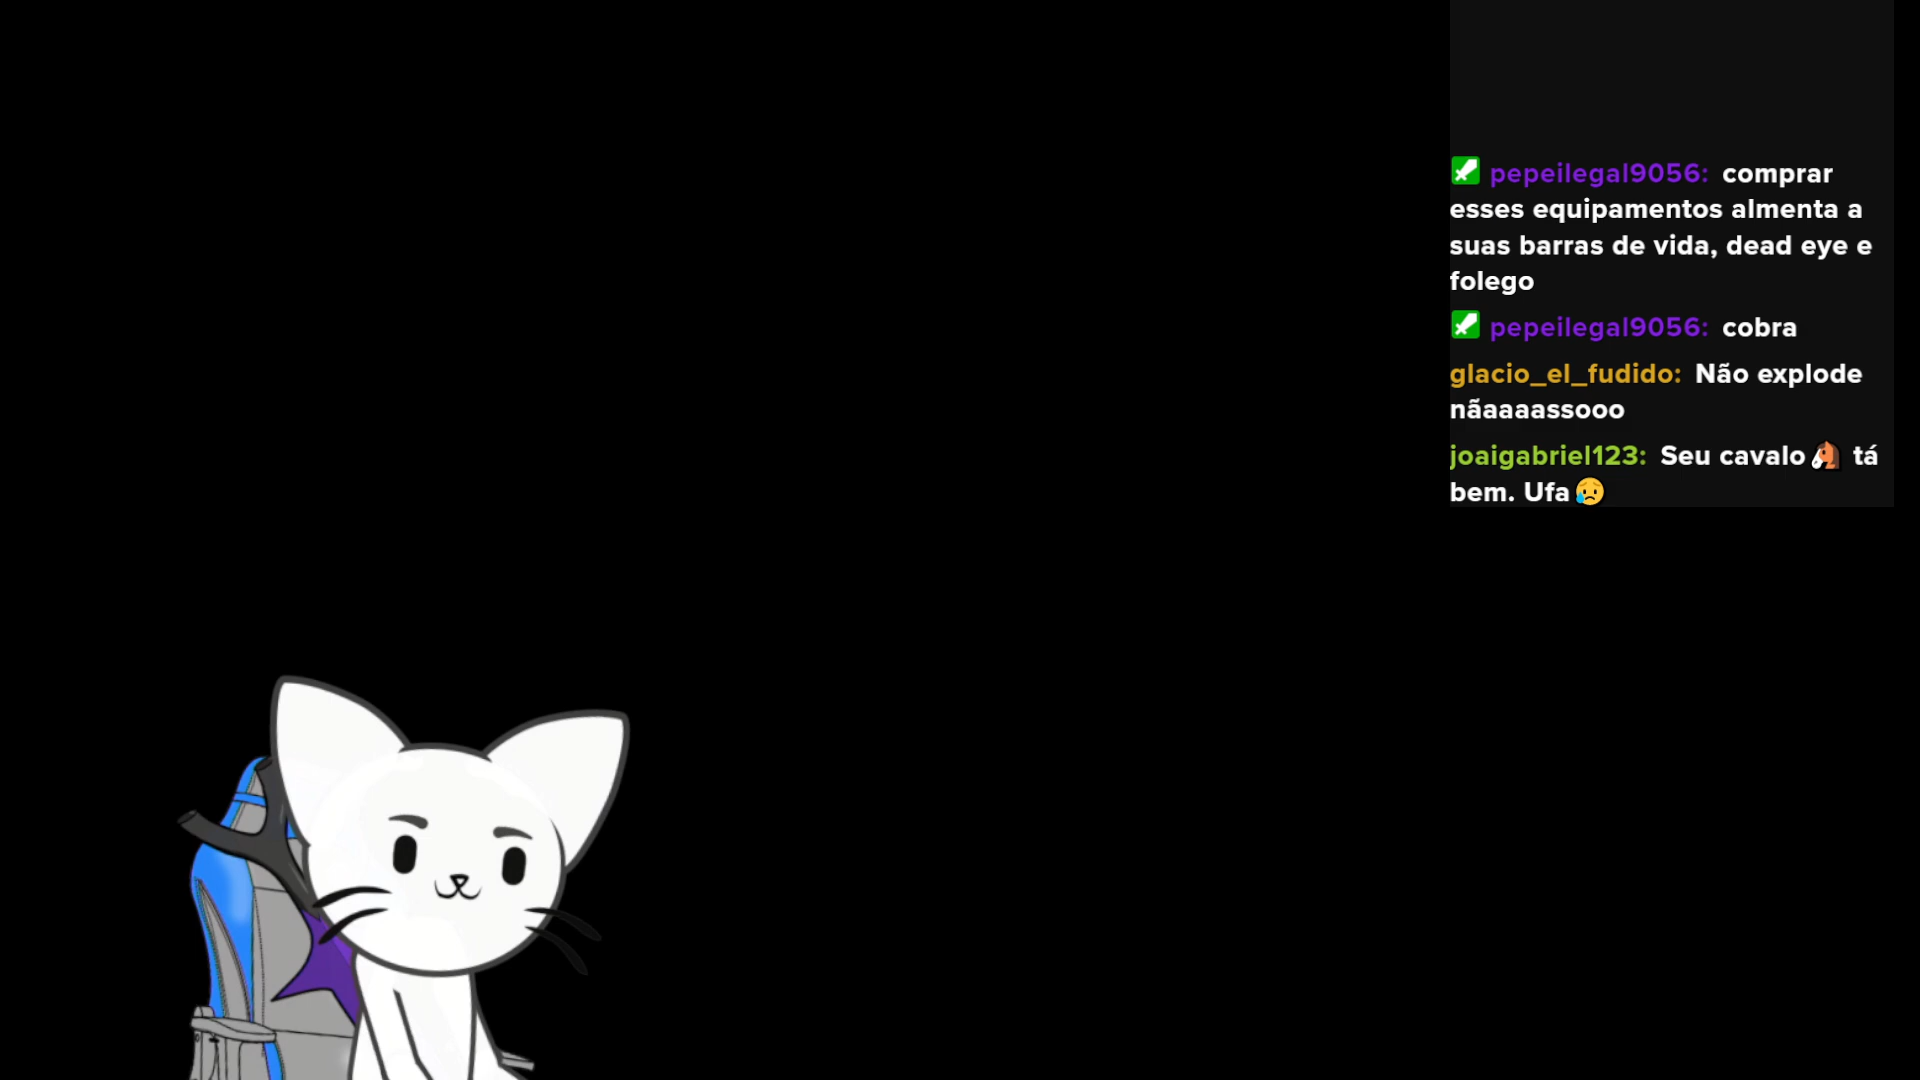 pepeilegal9056: comprar
esses equipamentos almenta a
suas barras de vida, dead eye e
folego
pepeilegal9056: cobra
glacio_el_fudido: Não explode
nãaaaassooo
joaigabriel123: Seu cavalo🐴 tá
bem. Ufa😥